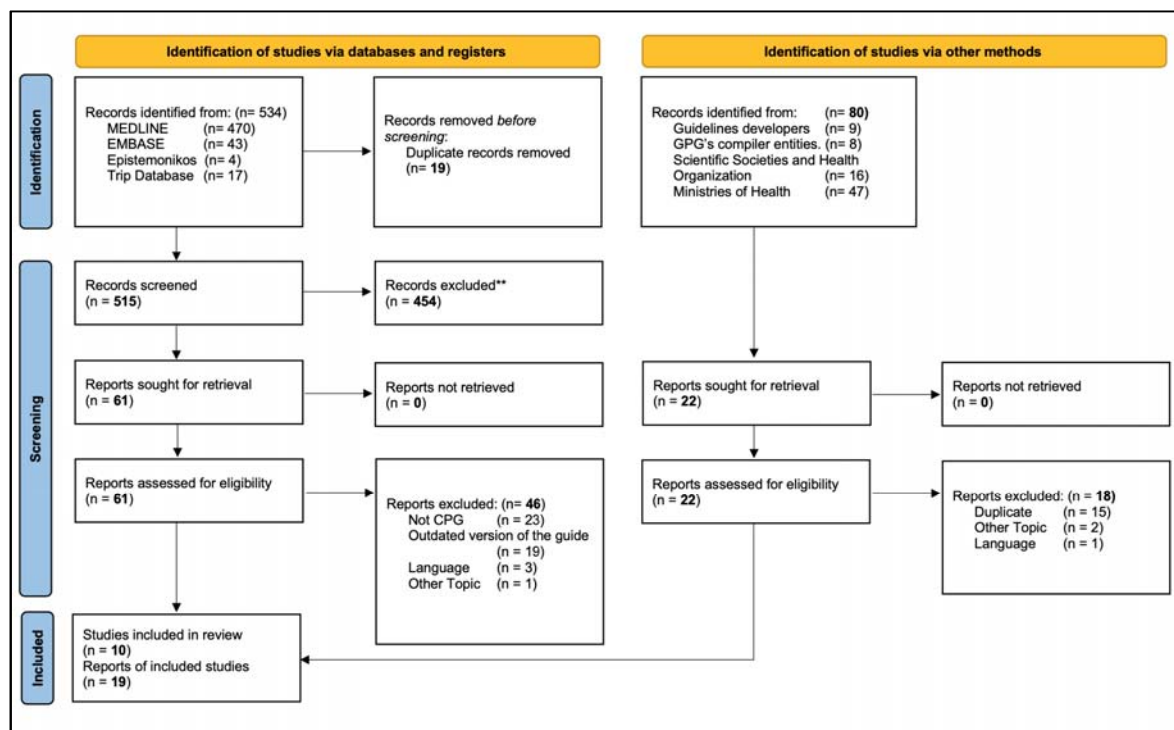 Identification of studies via databases and registers
Identification of studies via other methods
Identification
Records identified from: (n= 534)
MEDLINE (n= 470)
EMBASE (n= 43)
Epistemonikos (n= 4)
Trip Database (n= 17)
Records removed before
screening:
Duplicate records removed
(n= 19)
Records identified from: (n= 80)
Guidelines developers (n= 9)
GPG's compiler entities. (n= 8)
Scientific Societies and Health
Organization (n= 16)
Ministries of Health (n= 47)
Screening
Records screened
(n = 515)
Records excluded**
(n = 454)
Reports sought for retrieval
(n = 61)
Reports not retrieved
(n = 0)
Reports sought for retrieval
(n = 22)
Reports not retrieved
(n = 0)
Reports assessed for eligibility
(n = 61)
Reports excluded: (n= 46)
Not CPG (n = 23)
Outdated version of the guide
(n = 19)
Language (n = 3)
Other Topic (n = 1)
Reports assessed for eligibility
(n = 22)
Reports excluded: (n = 18)
Duplicate (n = 15)
Other Topic (n = 2)
Language (n = 1)
Included
Studies included in review
(n = 10)
Reports of included studies
(n = 19)